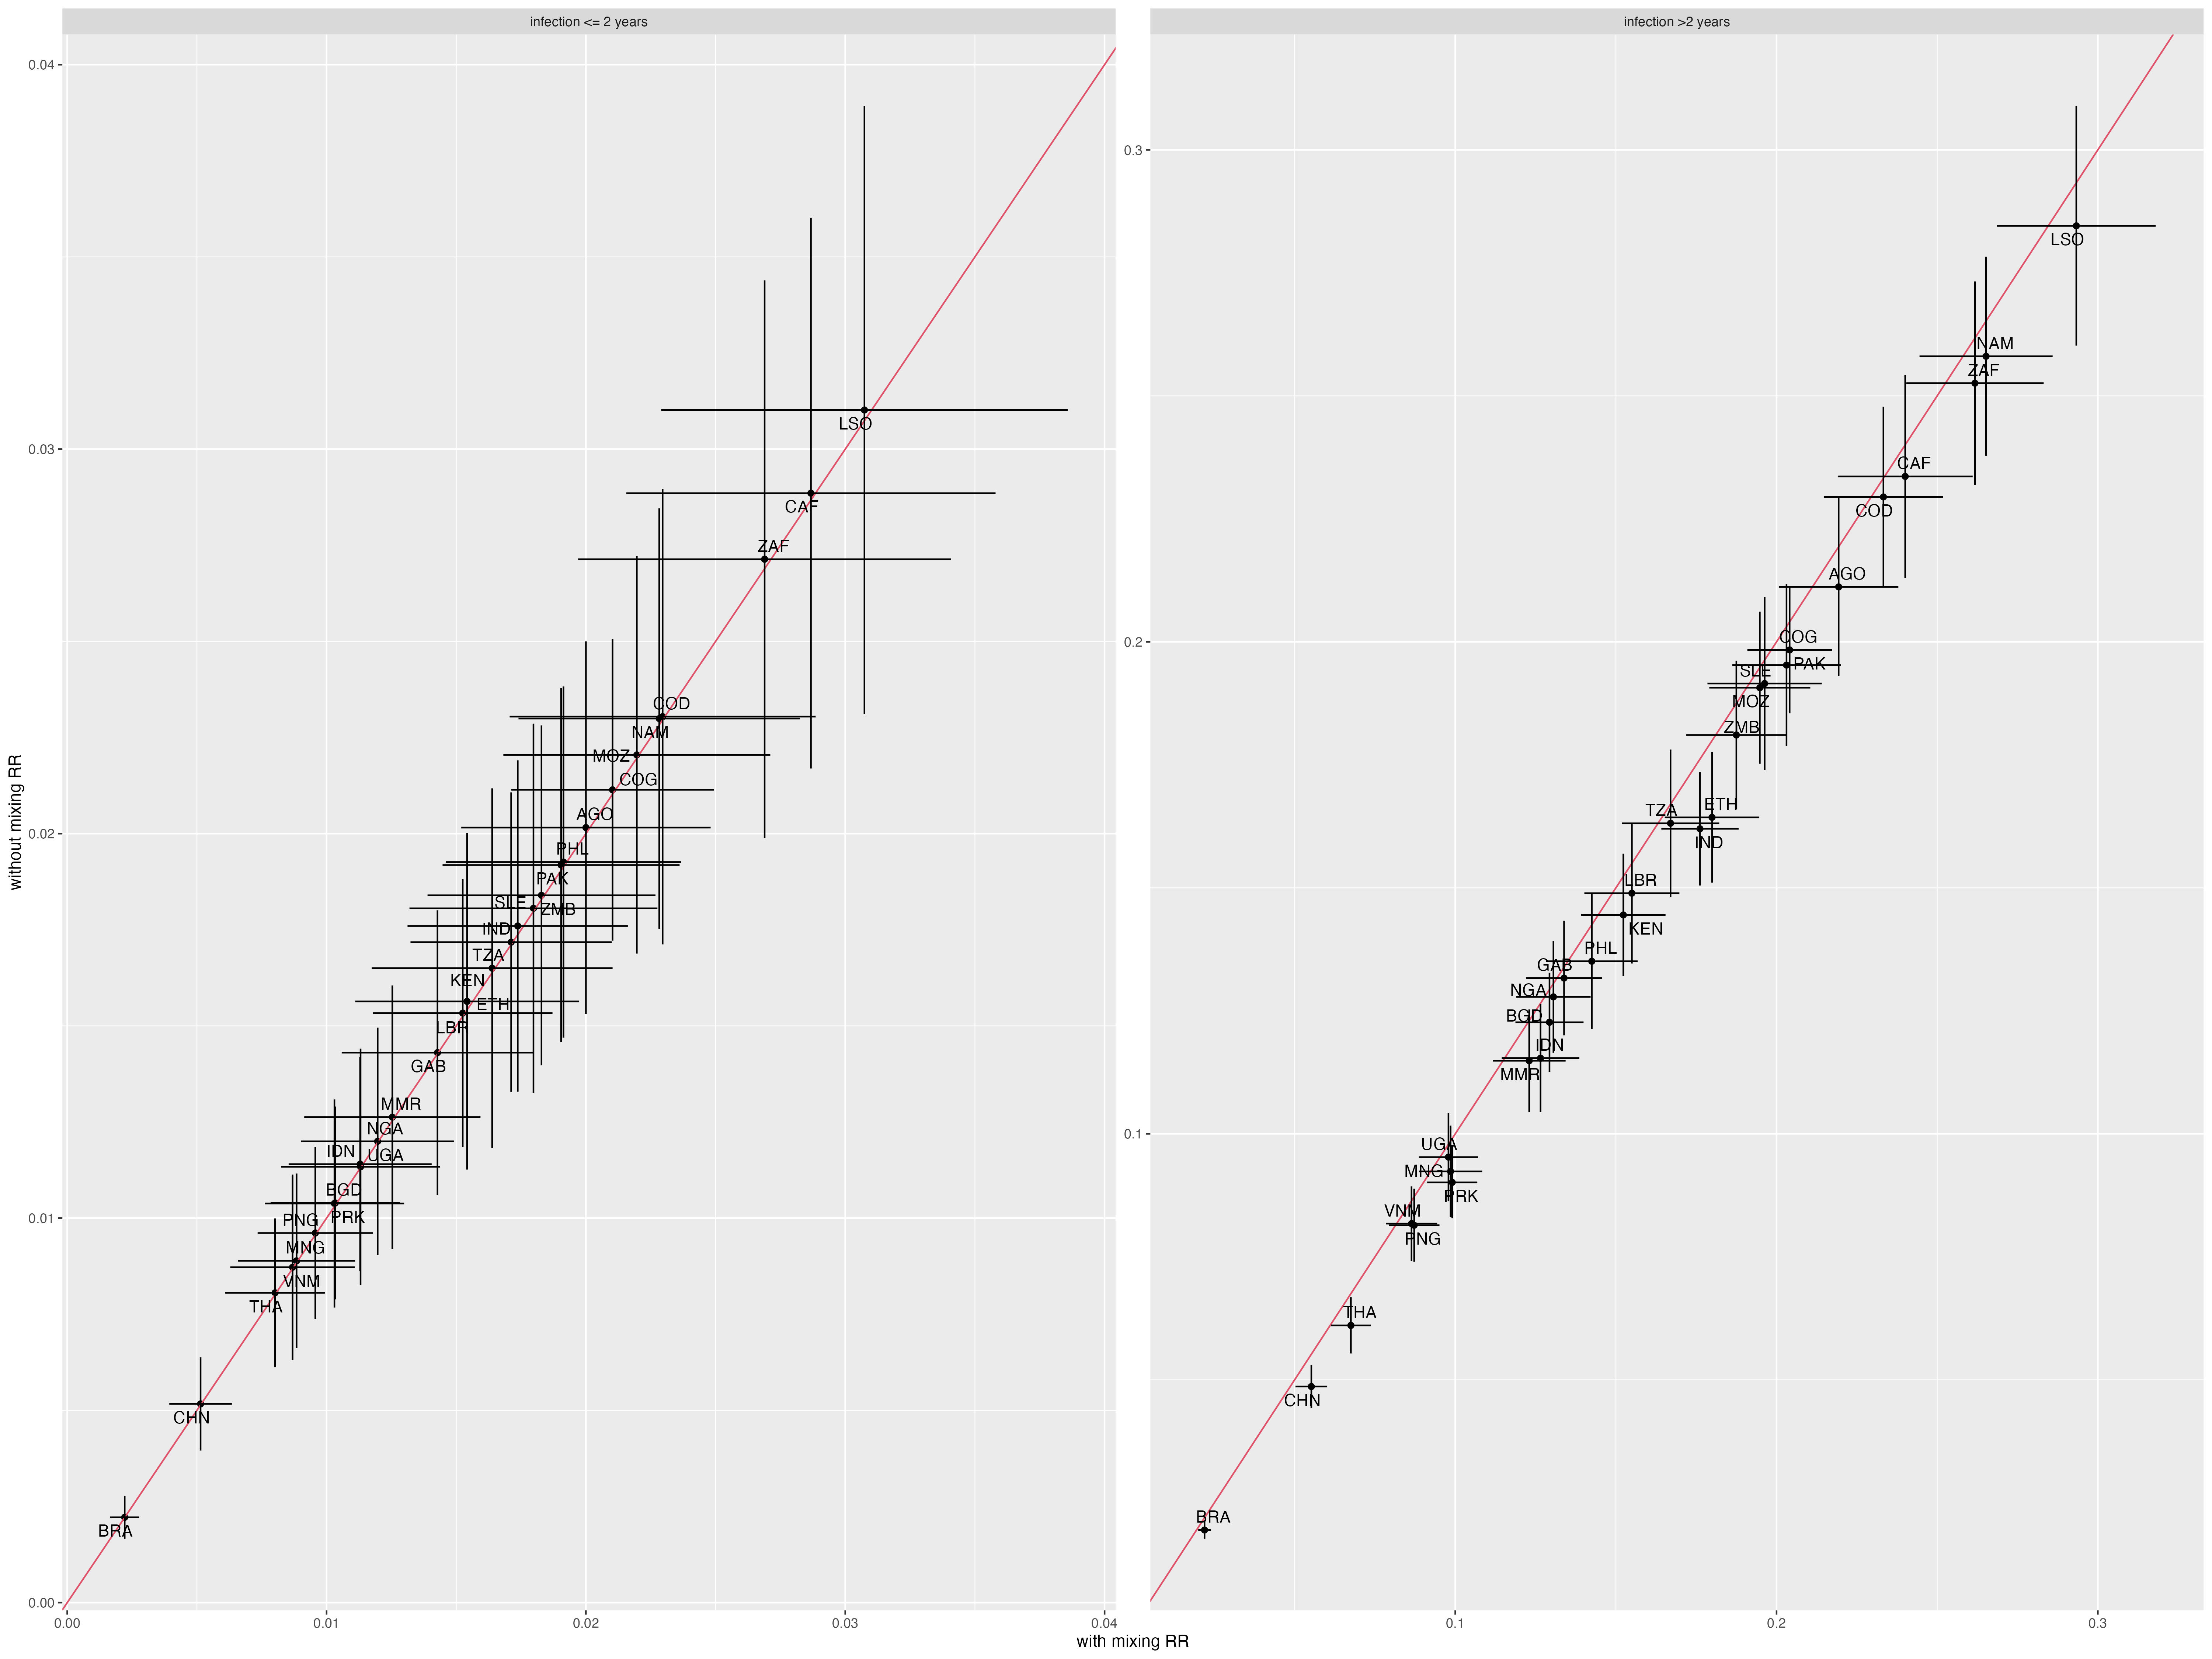 infection <= 2 years
infection >2 years
without mixing RR
0.04
0.03
0.02
0.01
0.00
LSO
CAF
ZAF
COD
NAM
MOZ
COG
AGO
PHL
PAK
SLE
ZMB
IND
TZA
KEN
ETH
LBR
GAB
MMR
NGA
IDN
UGA
BGD
PRK
PNG
MNG
VNM
THA
CHN
BRA
0.00
0.01
0.02
0.03
0.04
0.3
0.2
0.1
LSO
NAM
ZAF
CAF
COD
AGO
COG
PAK
SLE
MOZ
ZMB
ETH
TZA
IND
LBR
KEN
PHL
GAB
NGA
BGD
IDN
MMR
UGA
MNG
PRK
VNM
PNG
THA
CHN
BRA
0.1
0.2
0.3
with mixing RR